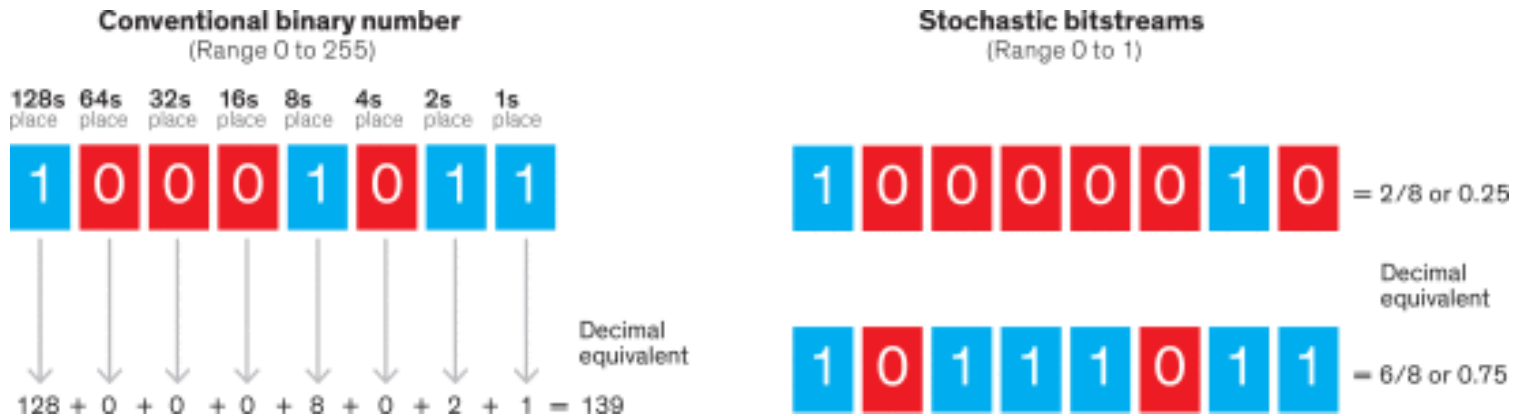 Conventional binary number
(Range 0 to 255)
128s 64s 32s 16s 8s 4s 2s 1s
place place place place place place place place
1 0 0 0 1 0 1 1
Decimal
equivalent
128 + 0 + 0 + 0 + 8 + 0 + 2 + 1 = 139
Stochastic bitstreams
(Range 0 to 1)
1 0 0 0 0 0 1 0 = 2/8 or 0.25
Decimal
equivalent
1 0 1 1 1 0 1 1 = 6/8 or 0.75